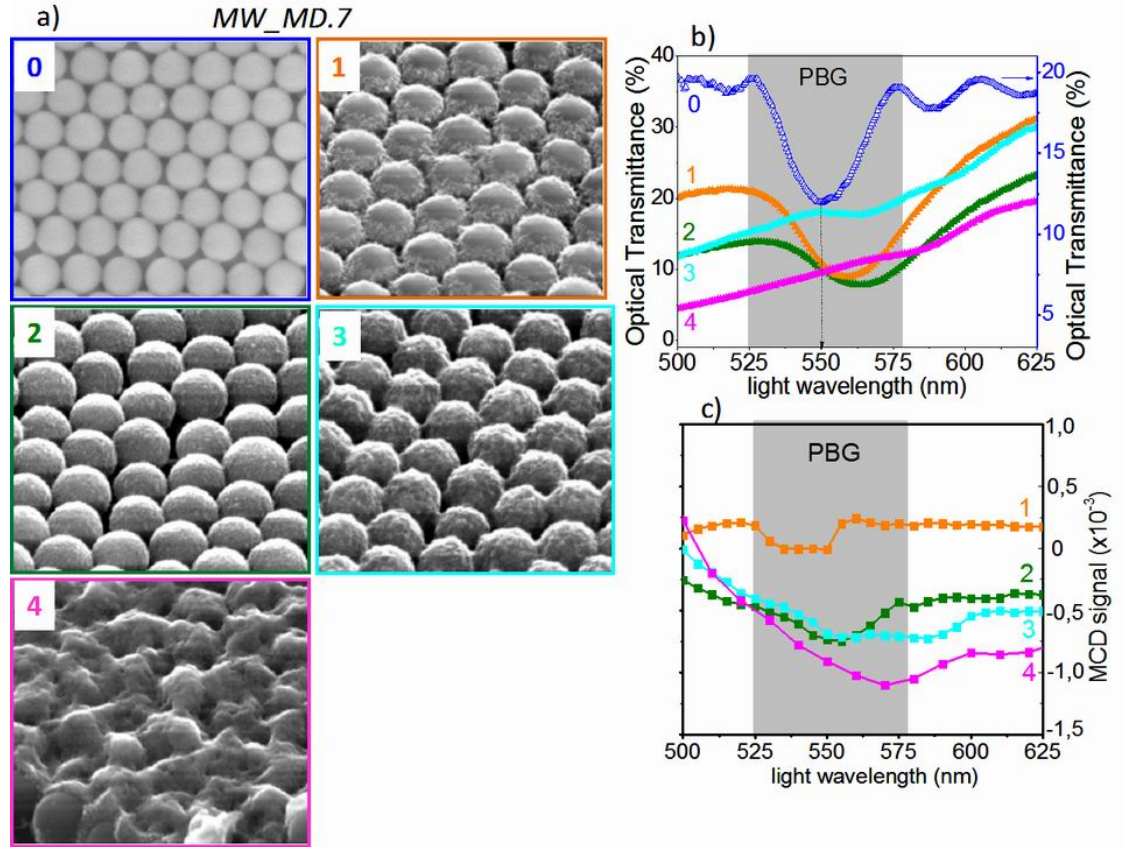 a) MW_MD.7
0
1
2
3
4
b)
PBG
Optical Transmittance (%)
40
30
20
10
0
0
1
2
3
4
20
15
10
5
Optical Transmittance (%)
500 525 550 575 600 625
light wavelength (nm)
c)
PBG
1
2
3
4
1,0
0,5
0
-0,5
-1,0
-1,5
MCD signal (x10⁻³)
500 525 550 575 600 625
light wavelength (nm)